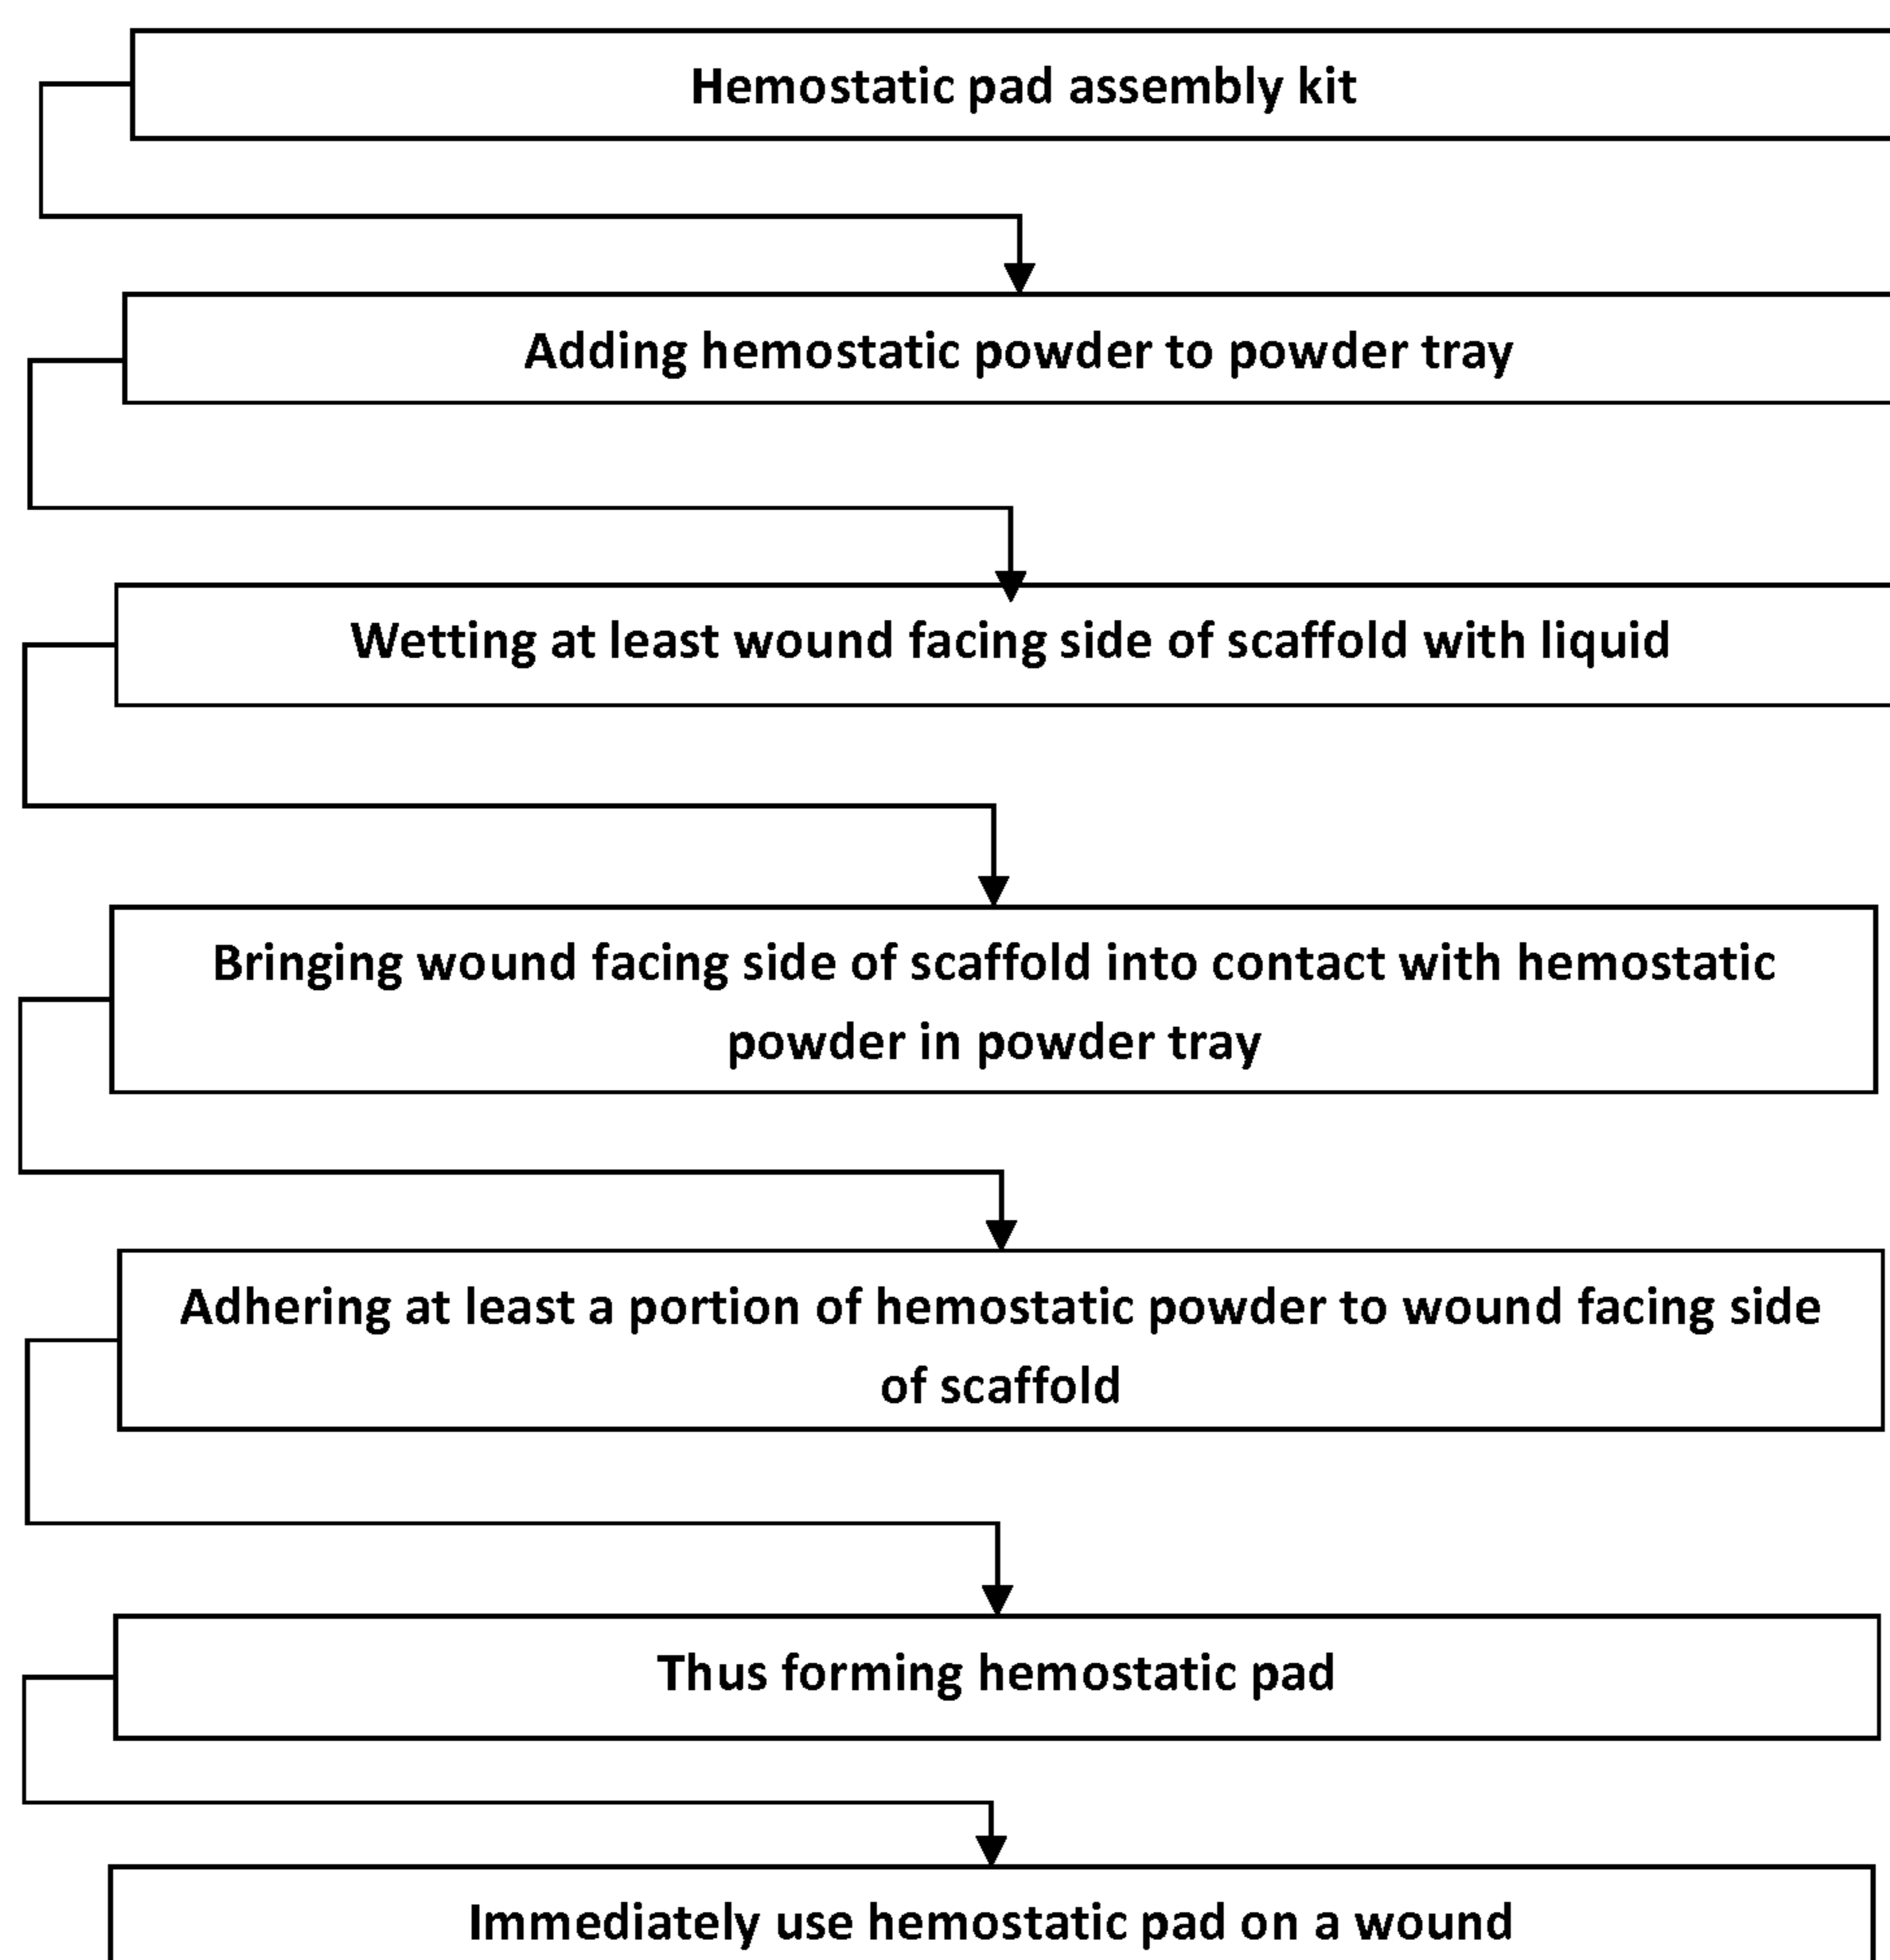 Hemostatic pad assembly kit
Adding hemostatic powder to powder tray
Wetting at least wound facing side of scaffold with liquid
Bringing wound facing side of scaffold into contact with hemostatic
powder in powder tray
Adhering at least a portion of hemostatic powder to wound facing side
of scaffold
Thus forming hemostatic pad
Immediately use hemostatic pad on a wound